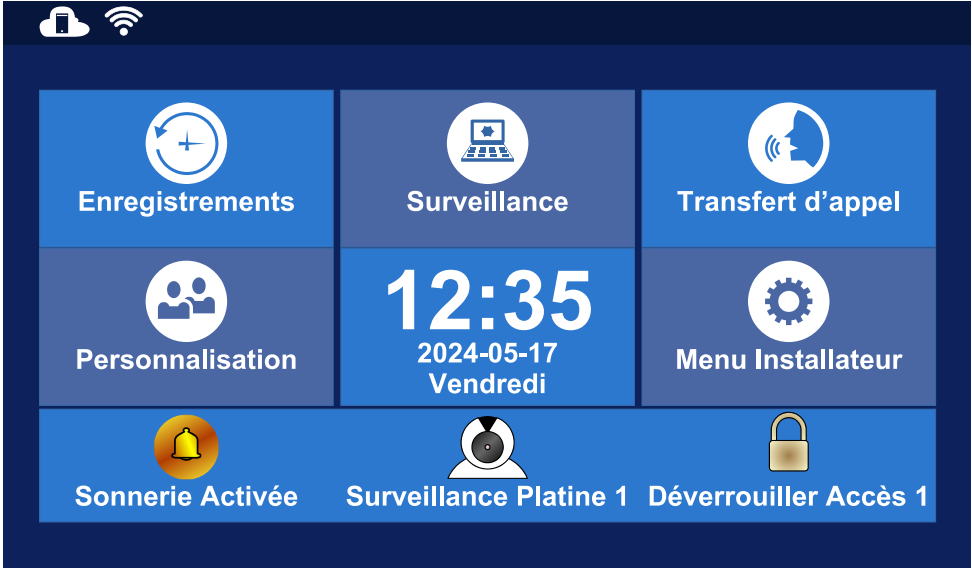 Enregistrements
Surveillance
Transfert d'appel
Personnalisation
12:35
2024-05-17
Vendredi
Menu Installateur
Sonnerie Activée
Surveillance Platine 1
Déverrouiller Accès 1